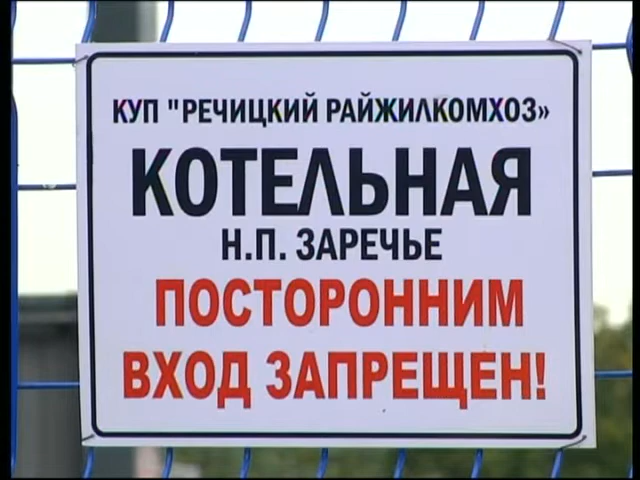 КУП "РЕЧИЦКИЙ РАЙЖИЛКОМХОЗ»
КОТЕЛЬНАЯ
Н.П. ЗАРЕЧЬЕ
ПОСТОРОННИМ
ВХОД ЗАПРЕЩЕН!